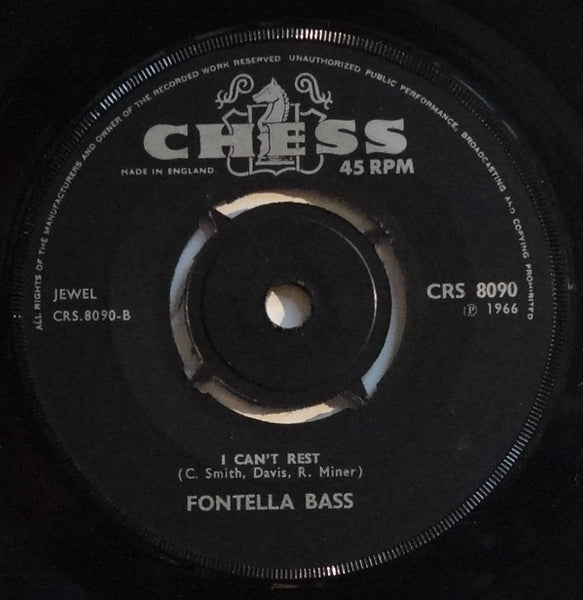 ALL RIGHTS OF THE MANUFACTURERS AND OWNER OF THE RECORDED WORK RESERVED UNAUTHORIZED PUBLIC PERFORMANCE, BROADCASTING AND COPYING PROHIBITED
CHESS
MADE IN ENGLAND
45 RPM
JEWEL
CRS.8090-B
CRS 8090
℗ 1966
I CAN'T REST
(C. Smith, Davis, R. Miner)
FONTELLA BASS